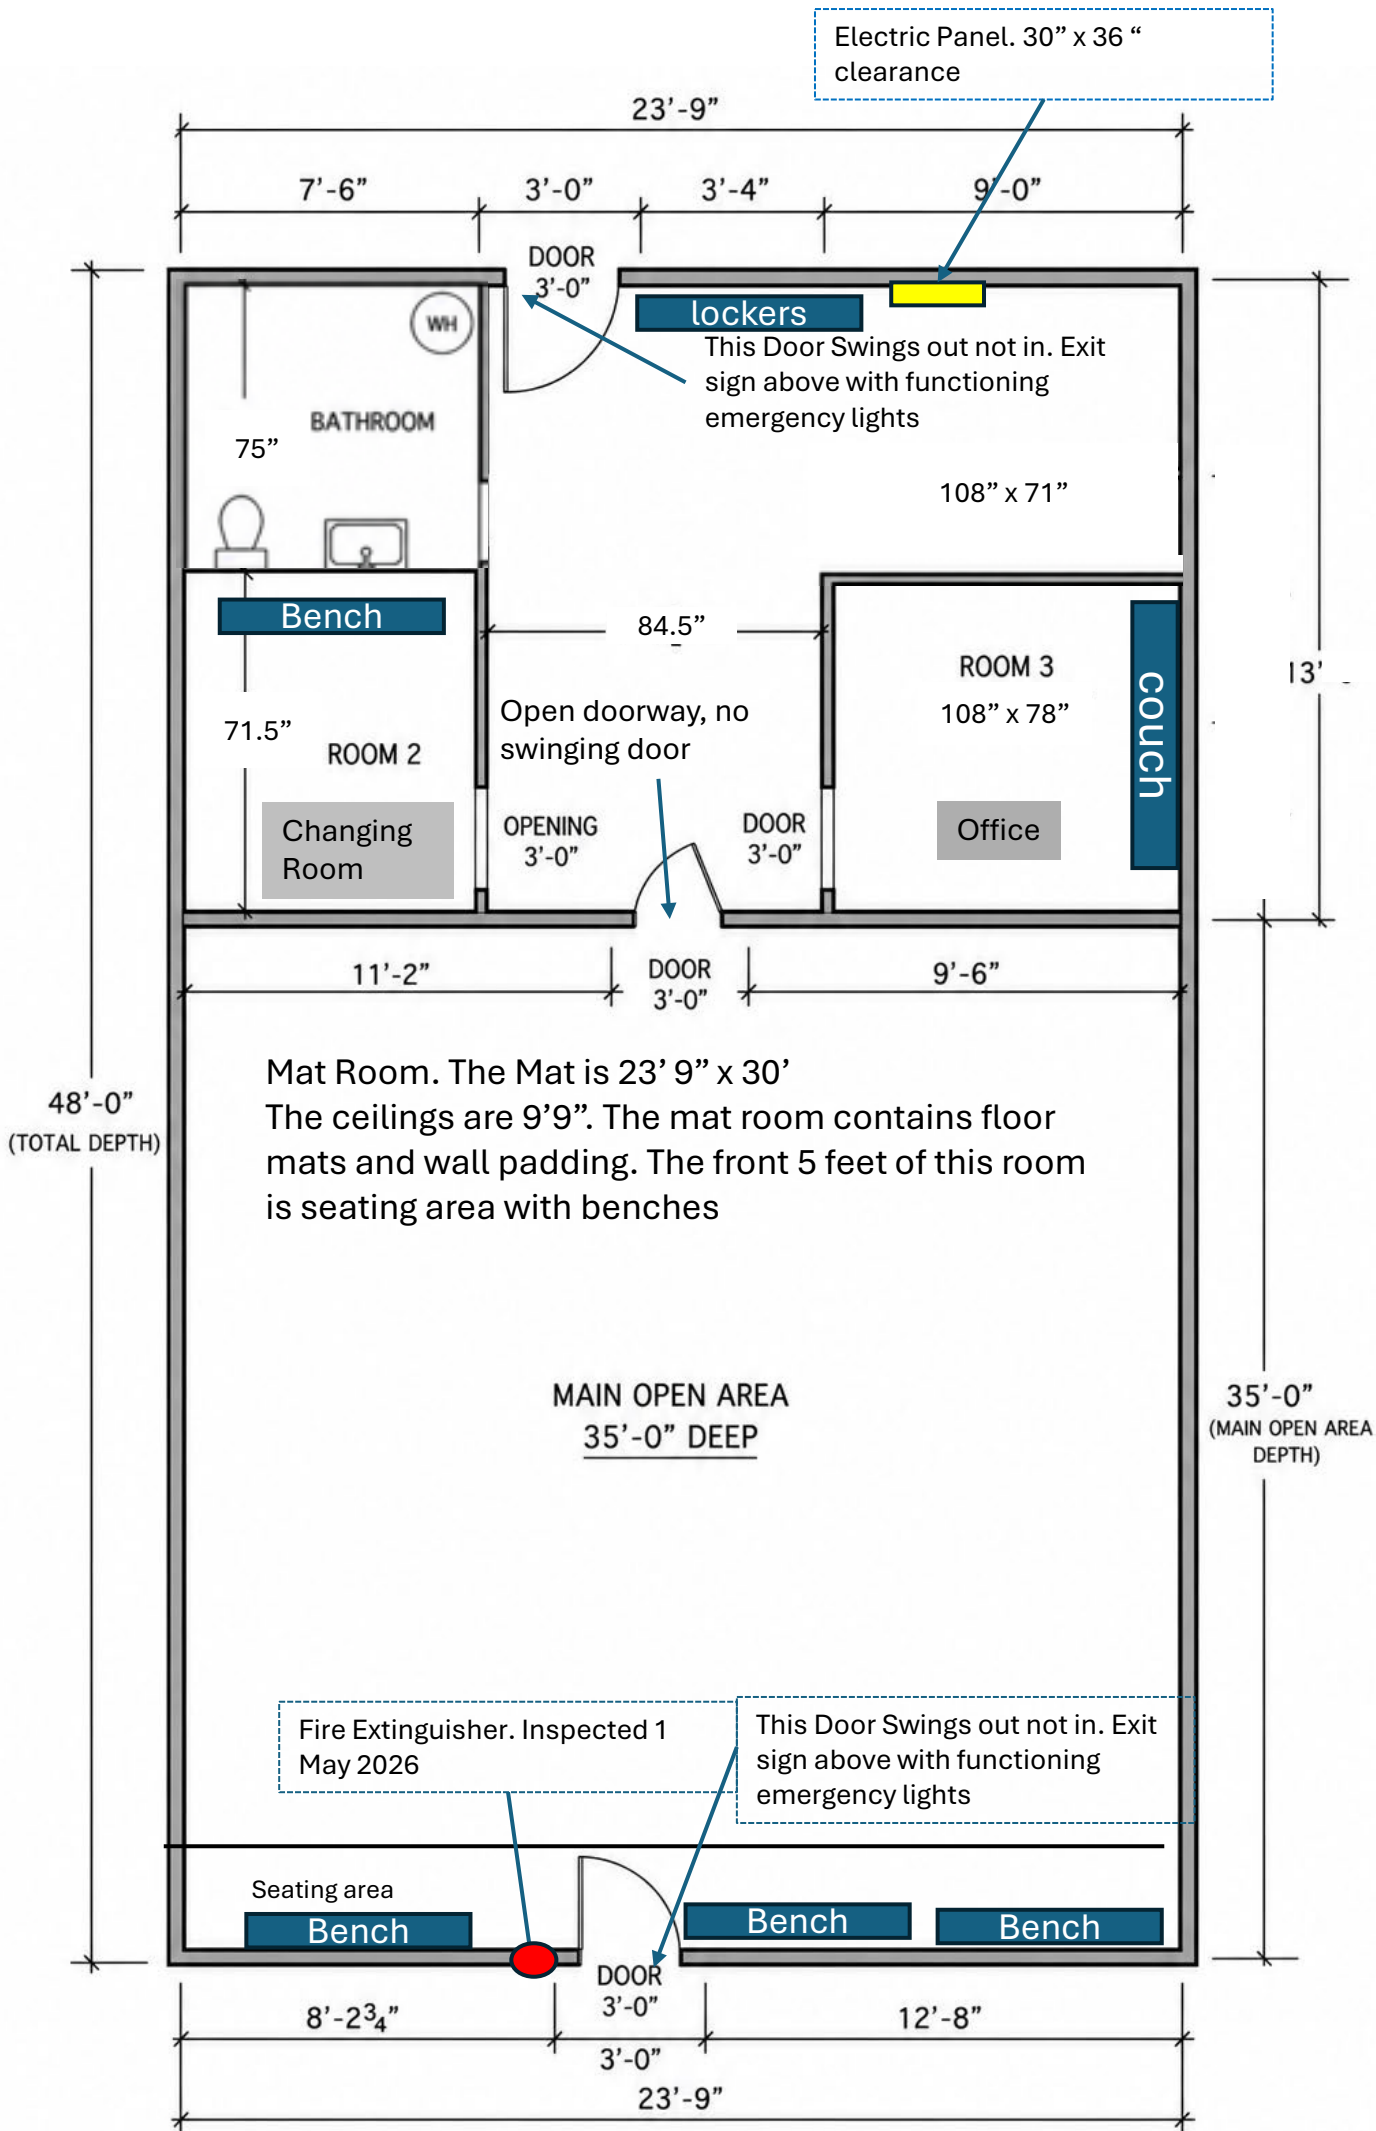 Electric Panel. 30” x 36 “
clearance
23’-9”
7’-6”
3’-0”
3’-4”
9’-0”
DOOR
3’-0”
WH
lockers
This Door Swings out not in. Exit
sign above with functioning
emergency lights
BATHROOM
75”
108” x 71”
Bench
84.5”
ROOM 3
108” x 78”
couch
13’
71.5”
ROOM 2
Open doorway, no
swinging door
Changing
Room
OPENING
3’-0”
DOOR
3’-0”
Office
11’-2”
DOOR
3’-0”
9’-6”
Mat Room. The Mat is 23’ 9” x 30’
The ceilings are 9’9”. The mat room contains floor
mats and wall padding. The front 5 feet of this room
is seating area with benches
48’-0”
(TOTAL DEPTH)
MAIN OPEN AREA
35’-0” DEEP
35’-0”
(MAIN OPEN AREA
DEPTH)
Fire Extinguisher. Inspected 1
May 2026
This Door Swings out not in. Exit
sign above with functioning
emergency lights
Seating area
Bench
Bench
Bench
DOOR
3’-0”
8’-2¾”
3’-0”
12’-8”
23’-9”